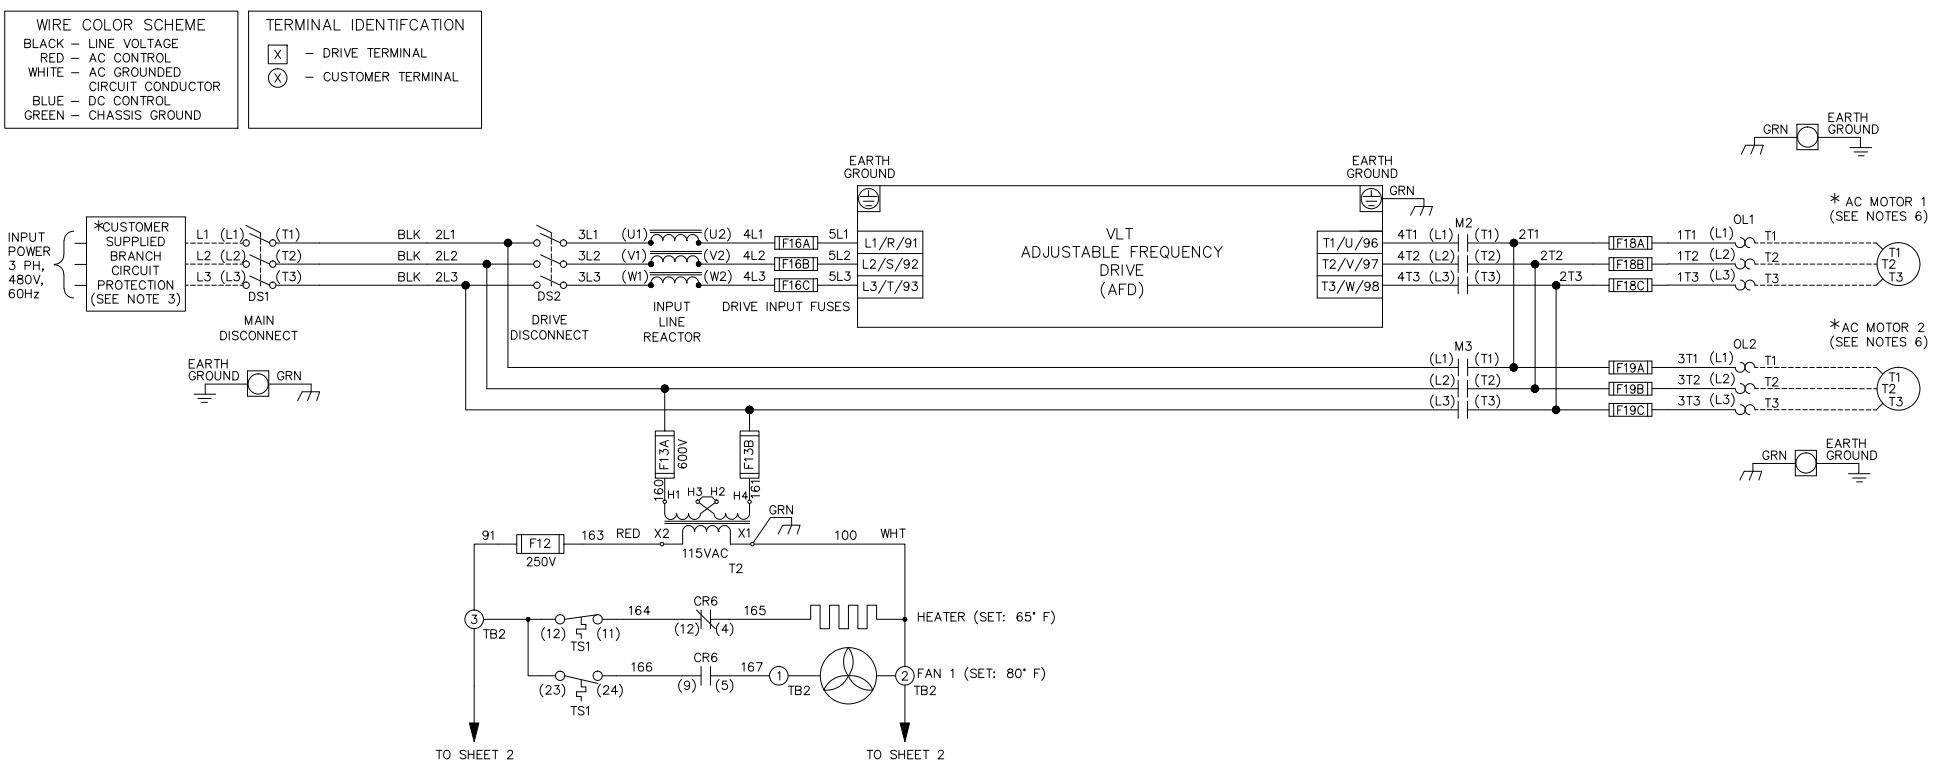 WIRE COLOR SCHEME
BLACK – LINE VOLTAGE
RED – AC CONTROL
WHITE – AC GROUNDED
CIRCUIT CONDUCTOR
BLUE – DC CONTROL
GREEN – CHASSIS GROUND
TERMINAL IDENTIFCATION
X – DRIVE TERMINAL
X – CUSTOMER TERMINAL
INPUT
POWER
3 PH,
480V,
60Hz
*CUSTOMER
SUPPLIED
BRANCH
CIRCUIT
PROTECTION
(SEE NOTE 3)
L1 (L1) (T1) BLK 2L1 3L1 (U1) (U2) 4L1 F16A 5L1 L1/R/91
L2 (L2) (T2) BLK 2L2 3L2 (V1) (V2) 4L2 F16B 5L2 L2/S/92
L3 (L3) (T3) BLK 2L3 3L3 (W1) (W2) 4L3 F16C 5L3 L3/T/93
DS1
MAIN
DISCONNECT
DS2
DRIVE
DISCONNECT
INPUT
LINE
REACTOR
DRIVE INPUT FUSES
EARTH
GROUND
GRN
EARTH
GROUND
VLT
ADJUSTABLE FREQUENCY
DRIVE
(AFD)
EARTH
GROUND
GRN
M2
T1/U/96 4T1 (L1) (T1) 2T1 F18A 1T1 (L1) T1
T2/V/97 4T2 (L2) (T2) 2T2 F18B 1T2 (L2) T2
T3/W/98 4T3 (L3) (T3) 2T3 F18C 1T3 (L3) T3
OL1
* AC MOTOR 1
(SEE NOTES 6)
T1
T2
T3
GRN
EARTH
GROUND
M3
(L1) (T1) F19A 3T1 (L1) T1
(L2) (T2) F19B 3T2 (L2) T2
(L3) (T3) F19C 3T3 (L3) T3
OL2
*AC MOTOR 2
(SEE NOTES 6)
T1
T2
T3
GRN
EARTH
GROUND
F13A
600V
F13B
160
161
H1 H3 H2 H4
GRN
91 F12 163 RED X2 X1 100 WHT
250V
115VAC
T2
3
TB2
(12) (11) 164 CR6 (12) (4) 165 HEATER (SET: 65° F)
TS1
(23) (24) 166 CR6 (9) (5) 167 1 TB2 2 TB2 FAN 1 (SET: 80° F)
TS1
TO SHEET 2
TO SHEET 2